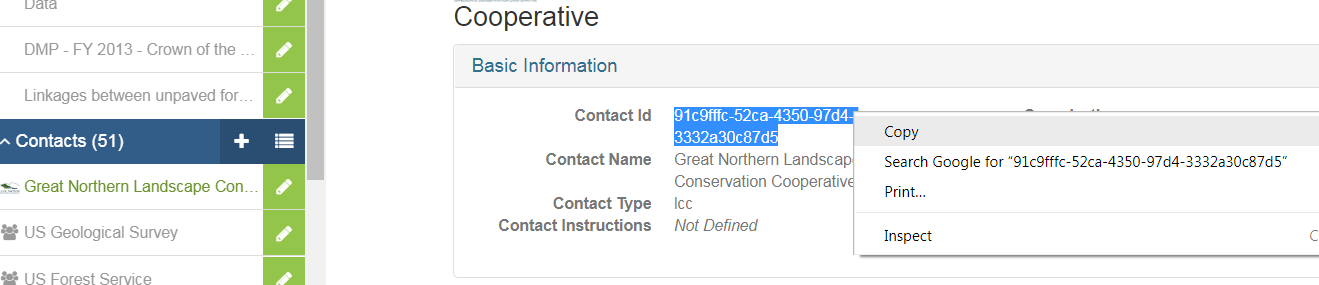 Data
DMP - FY 2013 - Crown of the ...
Linkages between unpaved for...
Contacts (51)
Great Northern Landscape Con...
US Geological Survey
US Forest Service
Cooperative
Basic Information
Contact Id 91c9fffc-52ca-4350-97d4-
3332a30c87d5
Contact Name Great Northern Landscape
Conservation Cooperative
Contact Type lcc
Contact Instructions Not Defined
Copy
Search Google for “91c9fffc-52ca-4350-97d4-3332a30c87d5”
Print...
Inspect